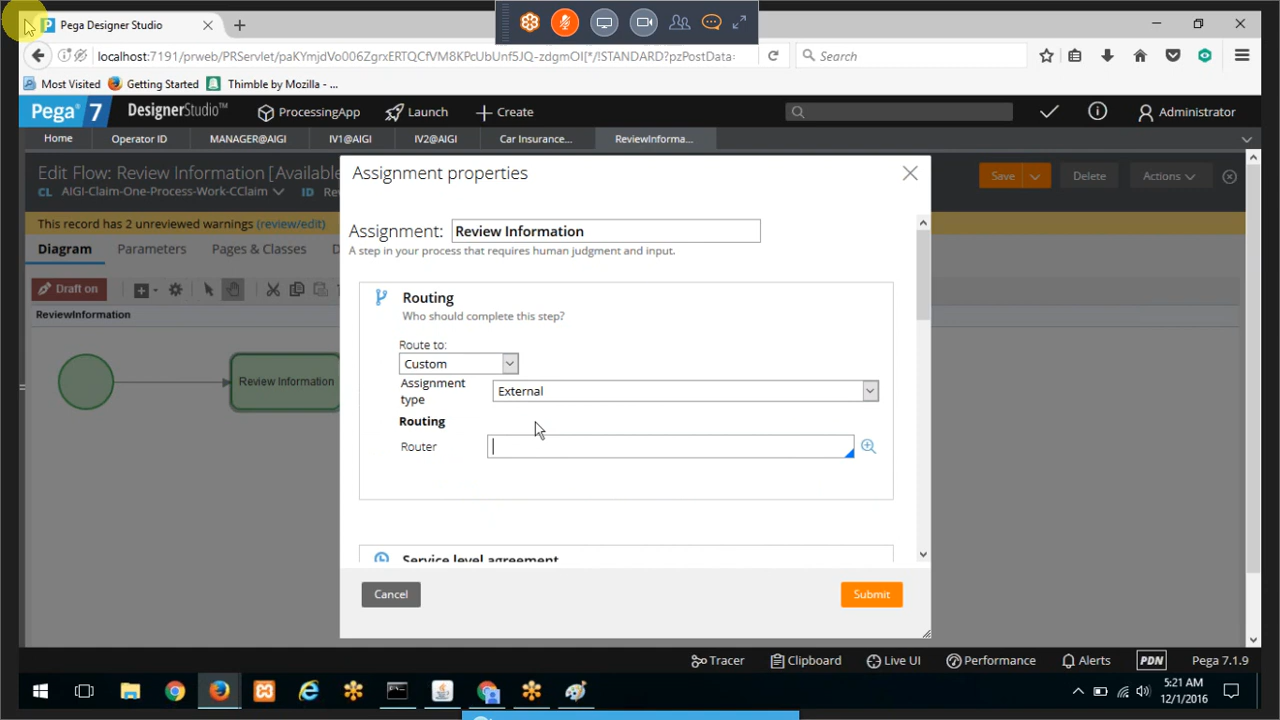 Pega Designer Studio
localhost:7191/prweb/PRServlet/paKYmjdVo006ZgrxERTQCfVM8KPcUbUnf5JQ-zdgmOI[*/!STANDARD?pzPostData=
Search
Most Visited
Getting Started
Thimble by Mozilla - ...
Pega 7
DesignerStudio™
ProcessingApp
Launch
Create
Administrator
Home
Operator ID
MANAGER@AIGI
IV1@AIGI
IV2@AIGI
Car Insurance...
ReviewInforma...
Edit Flow: Review Information [Available
CL AIGI-Claim-One-Process-Work-CClaim ID Re
Save
Delete
Actions
This record has 2 unreviewed warnings (review/edit)
Diagram
Parameters
Pages & Classes
D
Draft on
ReviewInformation
Review Information
Assignment properties
Assignment: Review Information
A step in your process that requires human judgment and input.
Routing
Who should complete this step?
Route to:
Custom
Assignment type
External
Routing
Router
Service level agreement
Cancel
Submit
Tracer
Clipboard
Live UI
Performance
Alerts
PDN
Pega 7.1.9
5:21 AM
12/1/2016